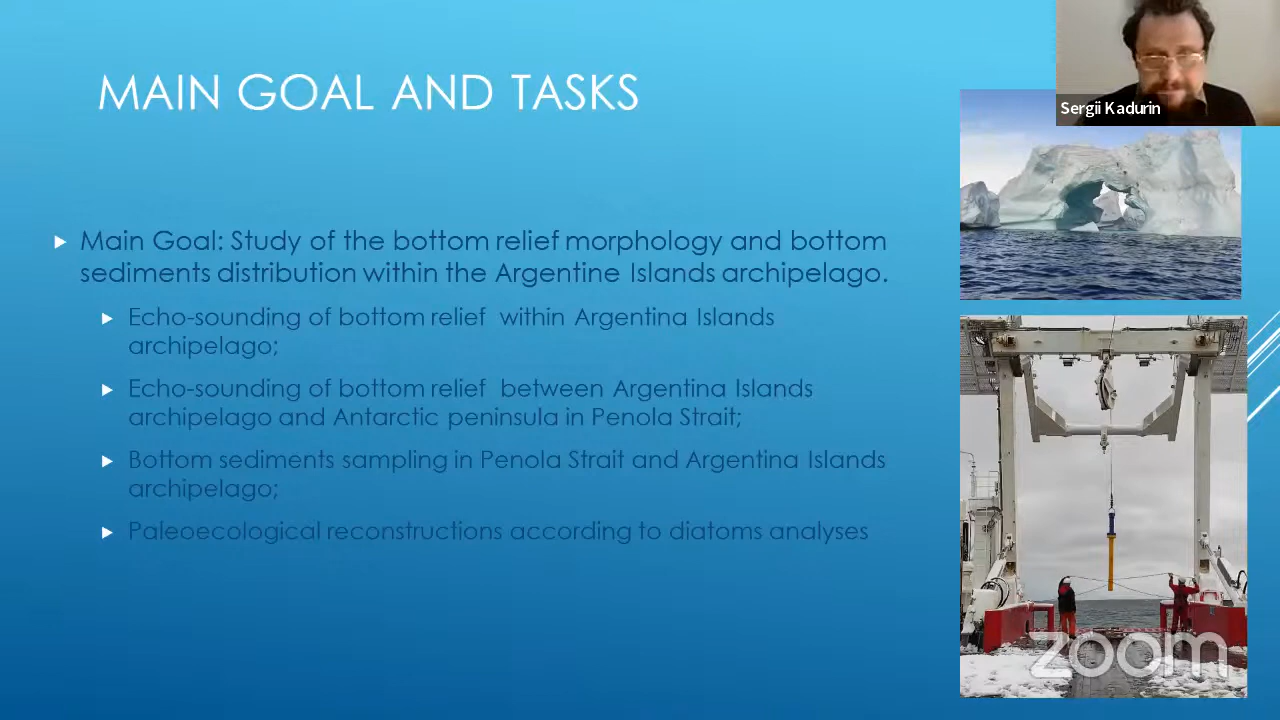 MAIN GOAL AND TASKS
Sergii Kadurin
Main Goal: Study of the bottom relief morphology and bottom
sediments distribution within the Argentine Islands archipelago.
Echo-sounding of bottom relief within Argentina Islands
archipelago;
Echo-sounding of bottom relief between Argentina Islands
archipelago and Antarctic peninsula in Penola Strait;
Bottom sediments sampling in Penola Strait and Argentina Islands
archipelago;
Paleoecological reconstructions according to diatoms analyses
zoom